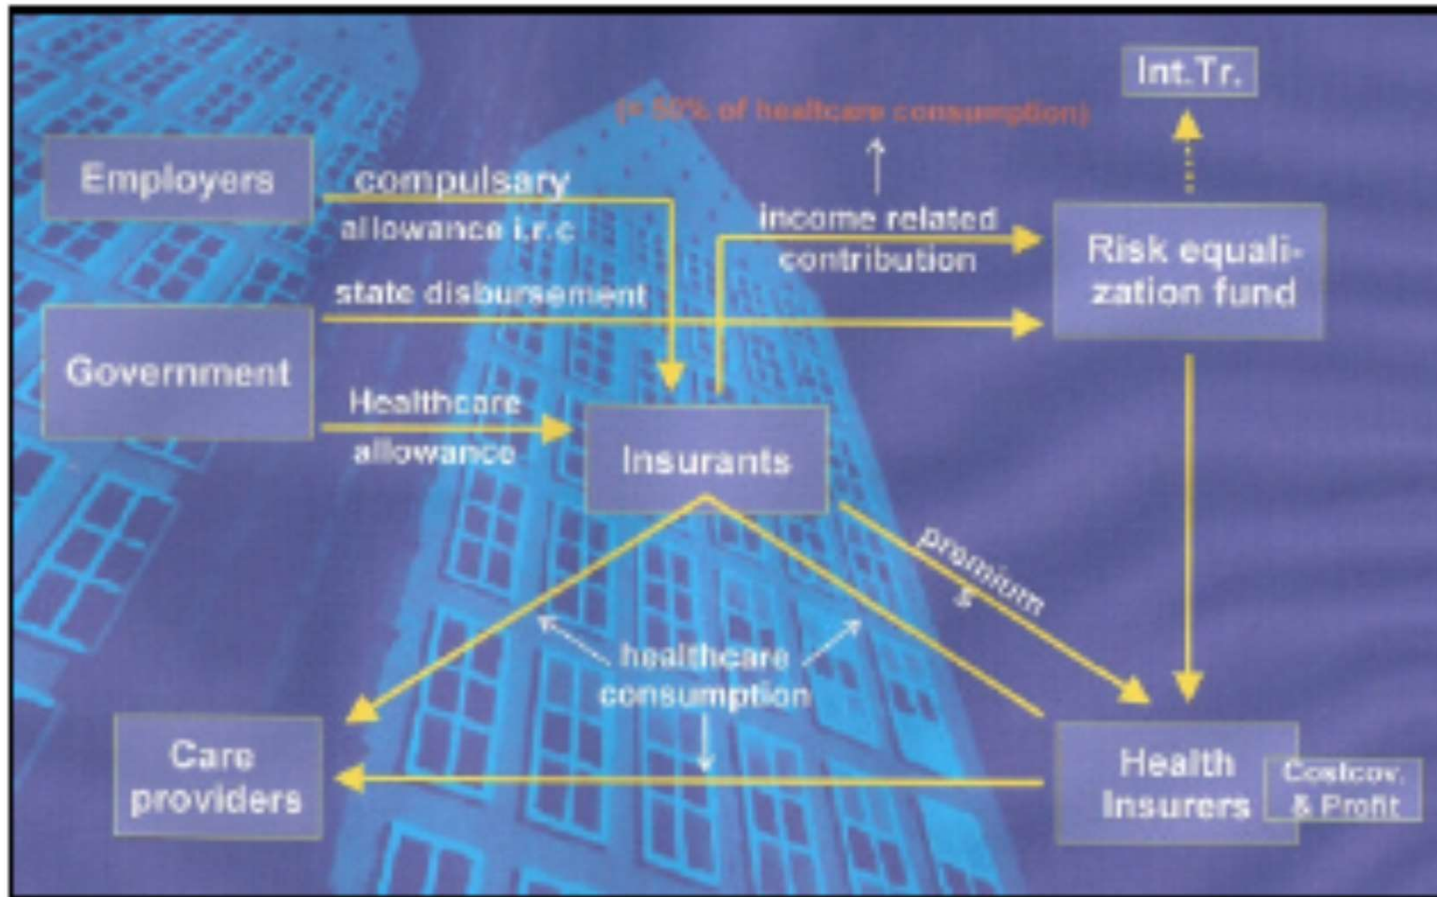 Int.Tr.
(= 50% of healtcare consumption)
Employers
compulsary
allowance i.r.c
income related
contribution
Risk equali-
zation fund
state disbursement
Government
Healthcare
allowance
Insurants
premium
s
healthcare
consumption
Care
providers
Health
Insurers
Costcov.
& Profit